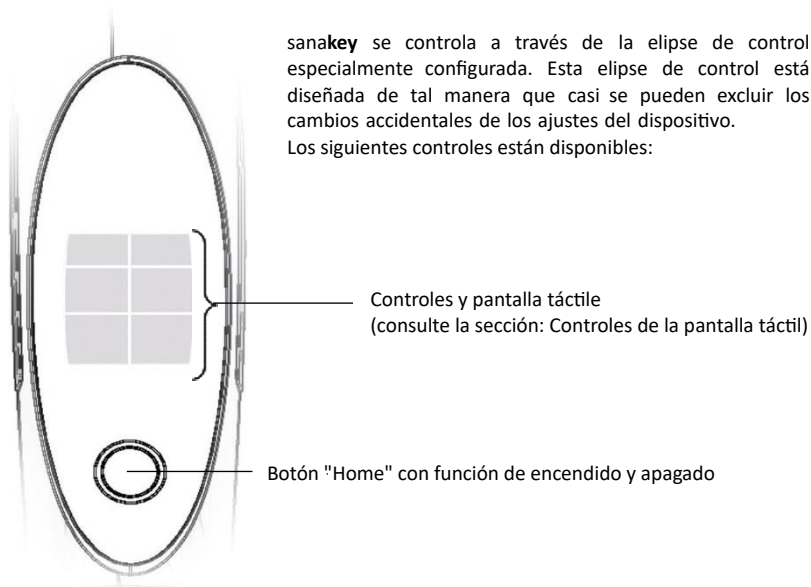 sanakey se controla a través de la elipse de control
especialmente configurada. Esta elipse de control está
diseñada de tal manera que casi se pueden excluir los
cambios accidentales de los ajustes del dispositivo.
Los siguientes controles están disponibles:
Controles y pantalla táctile
(consulte la sección: Controles de la pantalla táctil)
Botón "Home" con función de encendido y apagado